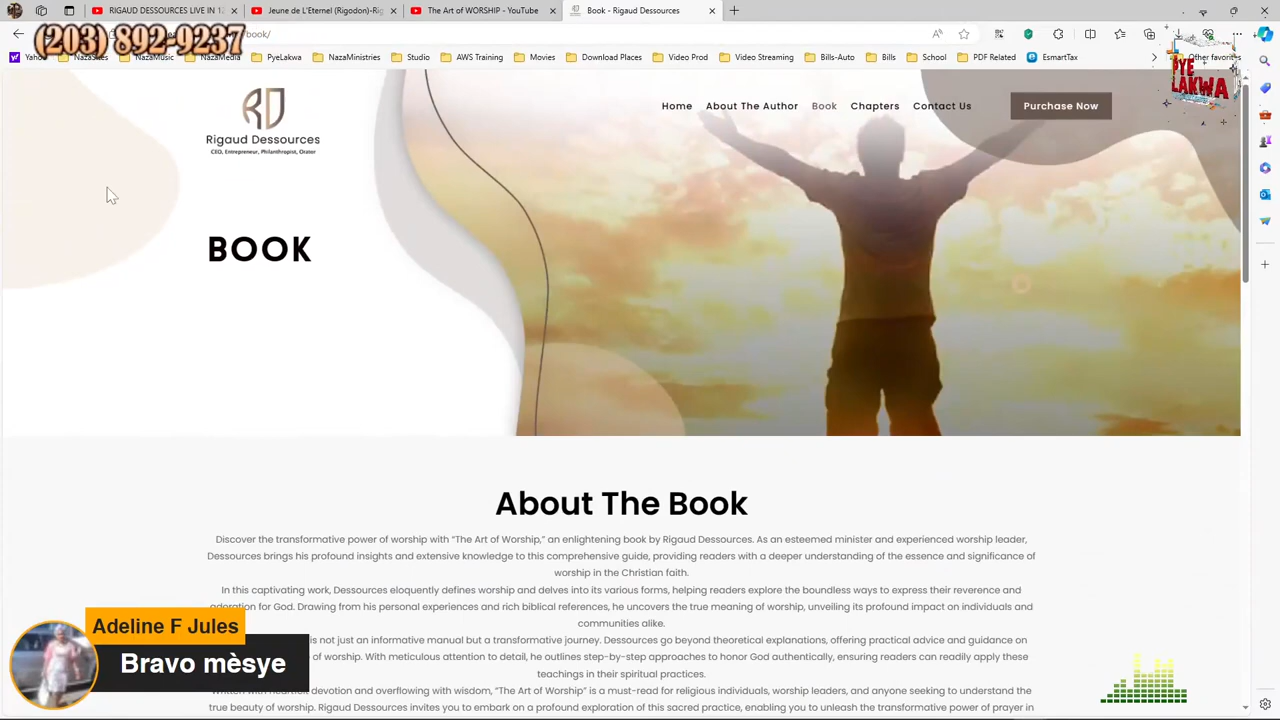 RIGAUD DESSOURCES LIVE IN 1
Jeune de L'Eternel (Rigodon)-Rig
The Art of WORSHIP - YouTube
Book - Rigaud Dessources
(203) 892-9237
book/
Yahoo
NazaSites
NazaMusic
NazaMedia
PyeLakwa
NazaMinistries
Studio
AWS Training
Movies
Download Places
Video Prod
Video Streaming
Bills-Auto
Bills
School
PDF Related
EsmartTax
Other favorites
PYE
LAKWA
RD
Rigaud Dessources
CEO, Entrepreneur, Philanthropist, Orator
Home
About The Author
Book
Chapters
Contact Us
Purchase Now
BOOK
About The Book
Discover the transformative power of worship with “The Art of Worship,” an enlightening book by Rigaud Dessources. As an esteemed minister and experienced worship leader,
Dessources brings his profound insights and extensive knowledge to this comprehensive guide, providing readers with a deeper understanding of the essence and significance of
worship in the Christian faith.
In this captivating work, Dessources eloquently defines worship and delves into its various forms, helping readers explore the boundless ways to express their reverence and
adoration for God. Drawing from his personal experiences and rich biblical references, he uncovers the true meaning of worship, unveiling its profound impact on individuals and
communities alike.
is not just an informative manual but a transformative journey. Dessources go beyond theoretical explanations, offering practical advice and guidance on
of worship. With meticulous attention to detail, he outlines step-by-step approaches to honor God authentically, ensuring readers can readily apply these
teachings in their spiritual practices.
Written with heartfelt devotion and overflowing with wisdom, “The Art of Worship” is a must-read for religious individuals, worship leaders, and anyone seeking to understand the
true beauty of worship. Rigaud Dessources invites you to embark on a profound exploration of this sacred practice, enabling you to unveil the transformative power of prayer in
Adeline F Jules
Bravo mèsye